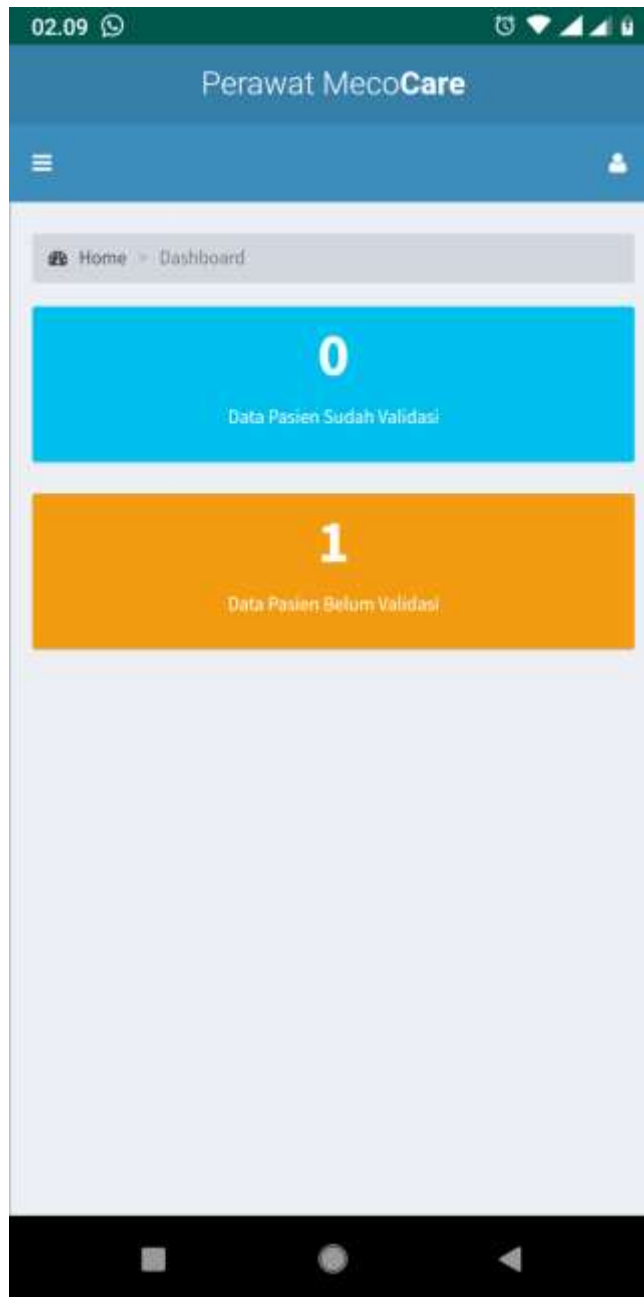 02.09
Perawat MecoCare
Home > Dashboard
0
Data Pasien Sudah Validasi
1
Data Pasien Belum Validasi